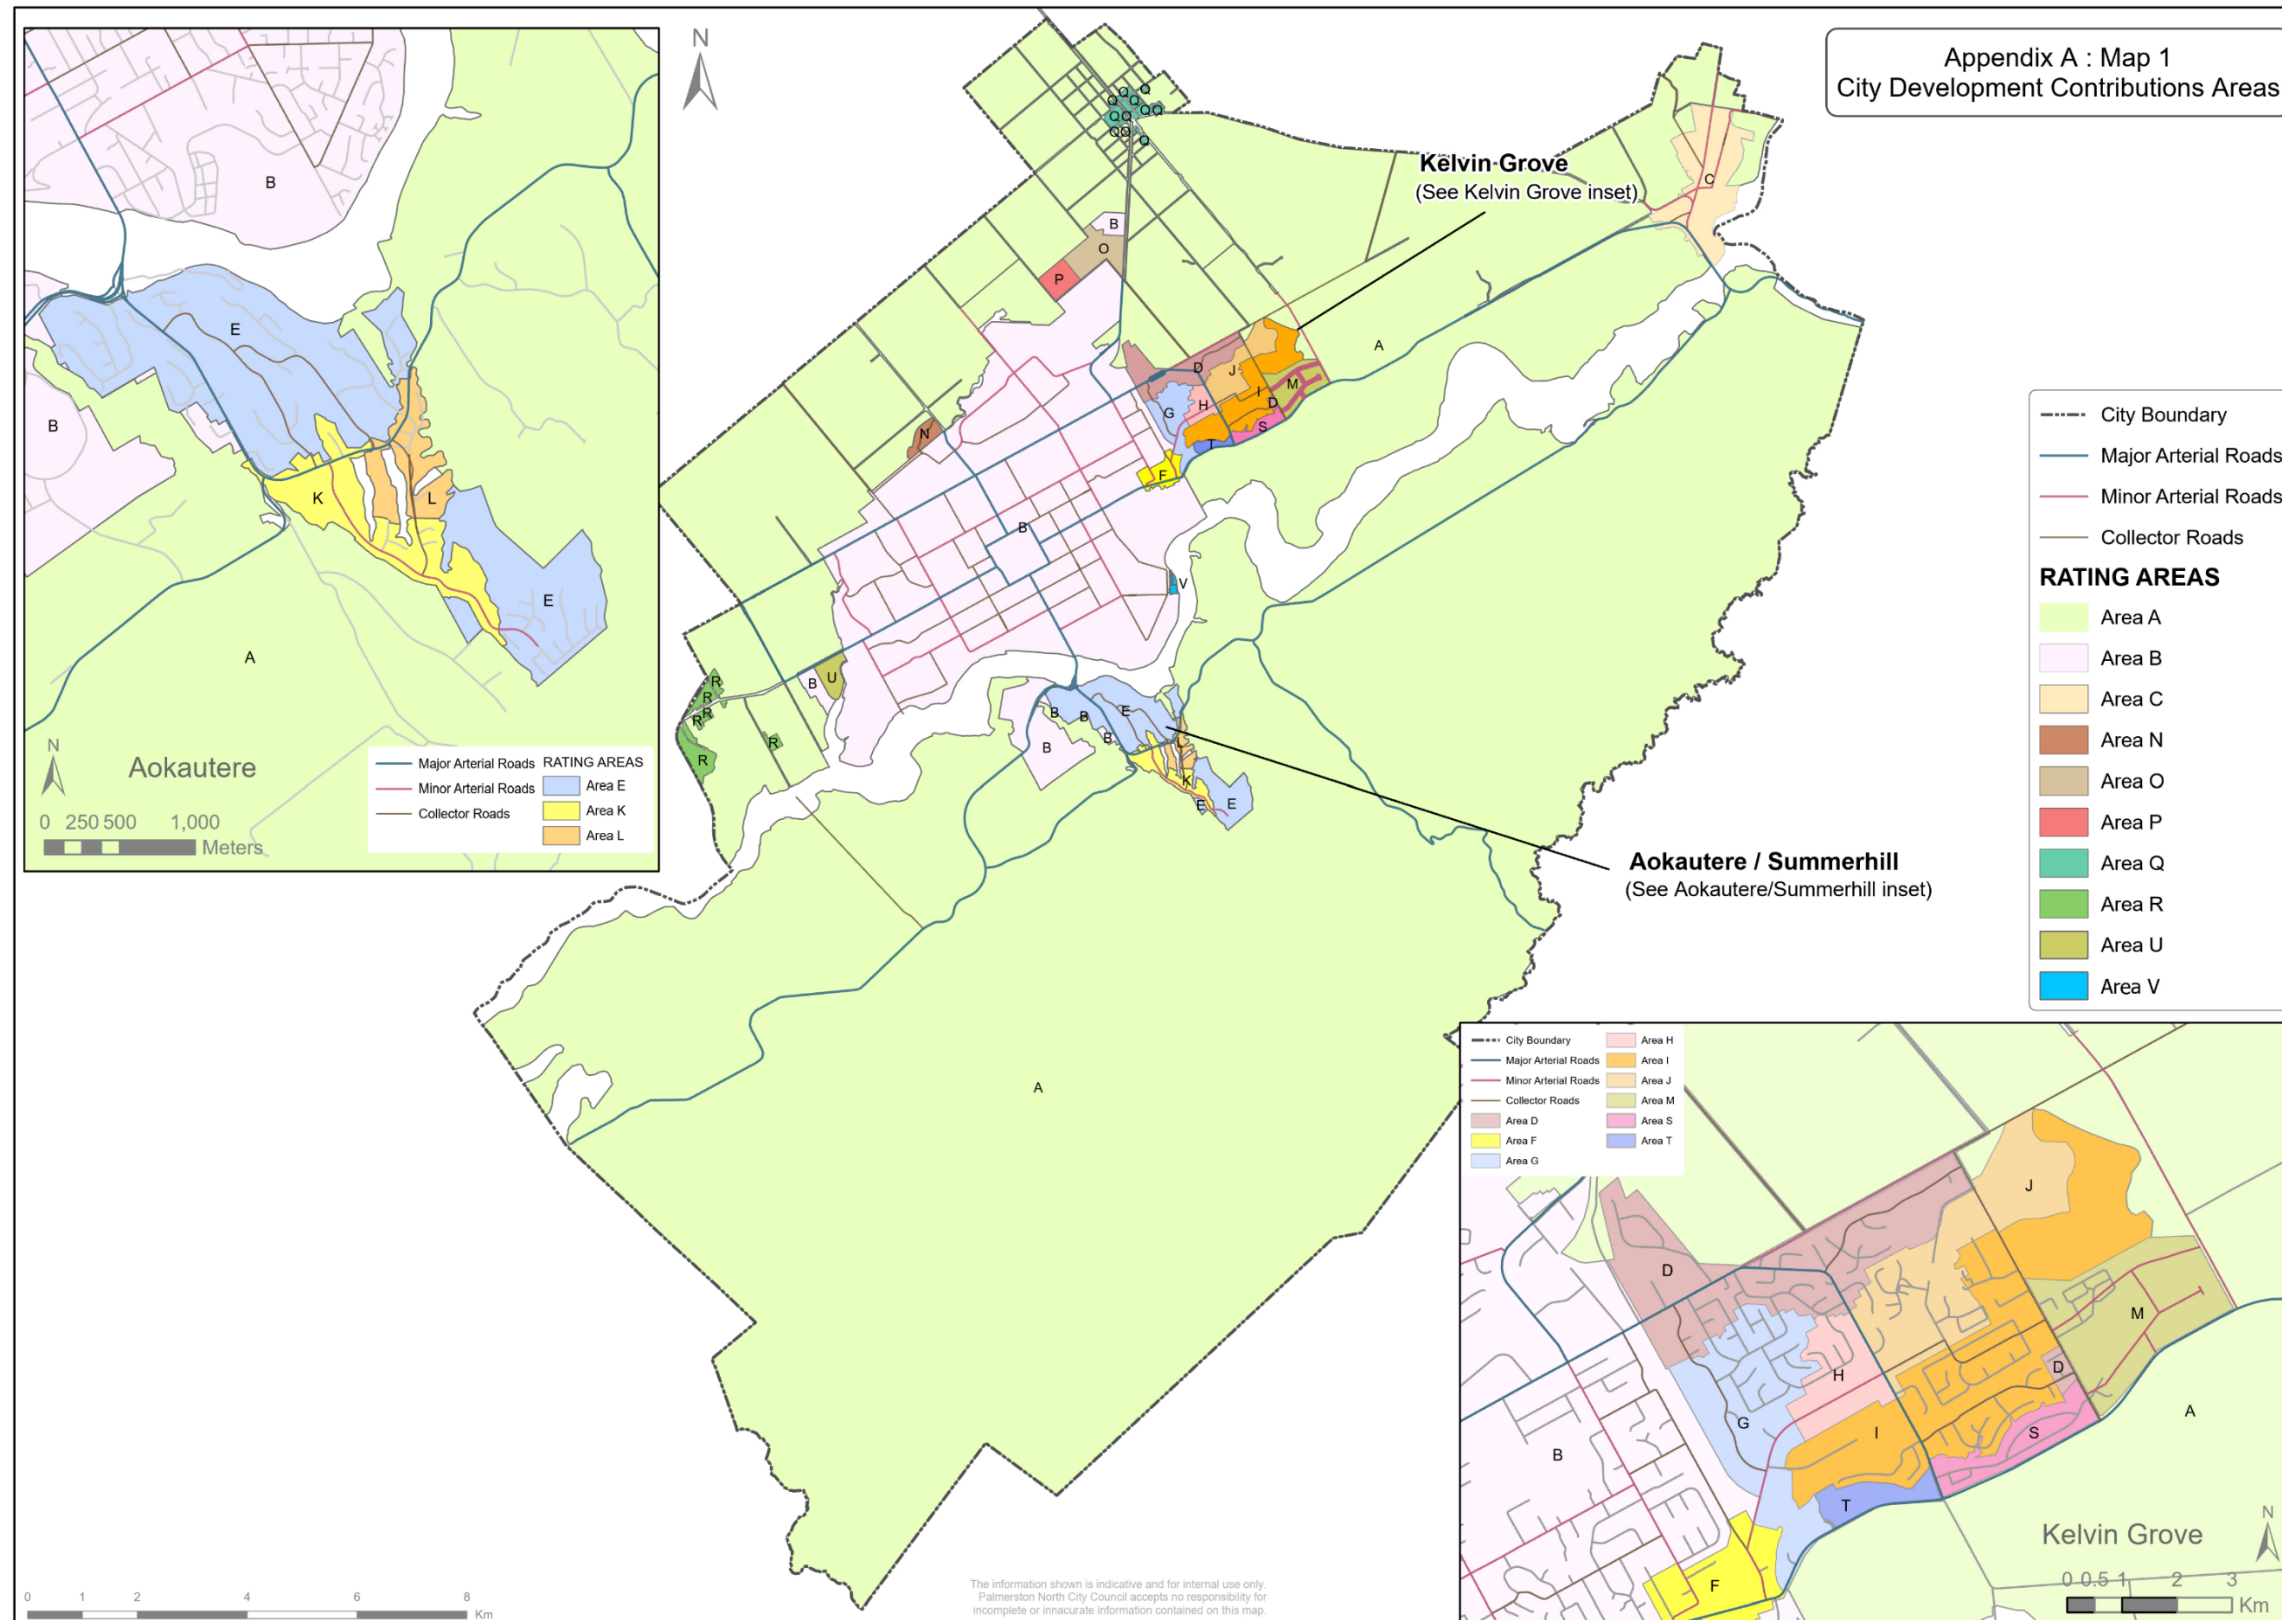 Appendix A : Map 1
City Development Contributions Areas
N
B
E
B
K
L
E
A
N
Aokautere
0 250 500 1,000
Meters
Major Arterial Roads
Minor Arterial Roads
Collector Roads
RATING AREAS
Area E
Area K
Area L
N
Q
Q
Q
Q
Q
Q
Q
Q
Q
Q
Q
Kelvin Grove
(See Kelvin Grove inset)
C
B
O
P
A
D
J
I
M
G
H
D
S
T
N
F
B
V
R
R
R
R
R
R
B
U
B
B
E
B
B
L
K
E
E
Aokautere / Summerhill
(See Aokautere/Summerhill inset)
A
City Boundary
Major Arterial Roads
Minor Arterial Roads
Collector Roads
RATING AREAS
Area A
Area B
Area C
Area N
Area O
Area P
Area Q
Area R
Area U
Area V
City Boundary
Major Arterial Roads
Minor Arterial Roads
Collector Roads
Area D
Area F
Area G
Area H
Area I
Area J
Area M
Area S
Area T
J
D
M
H
D
G
A
I
S
B
T
F
Kelvin Grove
N
0 0.5 1 2 3
Km
0 1 2 4 6 8
Km
The information shown is indicative and for internal use only.
Palmerston North City Council accepts no responsibility for
incomplete or innacurate information contained on this map.